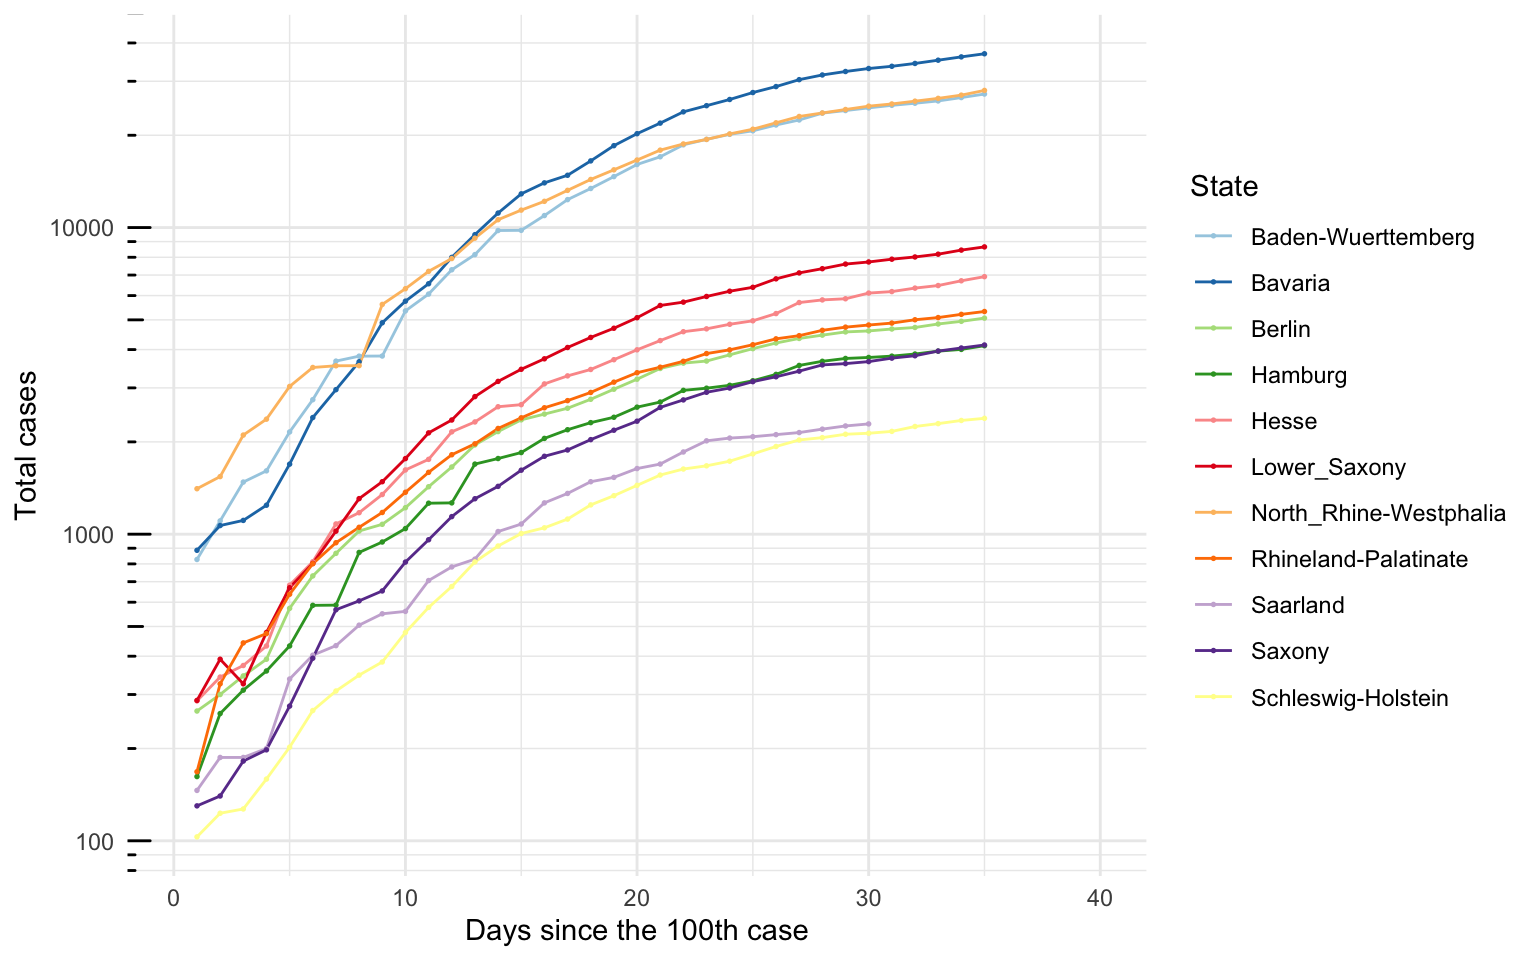 Total cases
10000
1000
100
0 10 20 30 40
Days since the 100th case
State
Baden-Wuerttemberg
Bavaria
Berlin
Hamburg
Hesse
Lower_Saxony
North_Rhine-Westphalia
Rhineland-Palatinate
Saarland
Saxony
Schleswig-Holstein